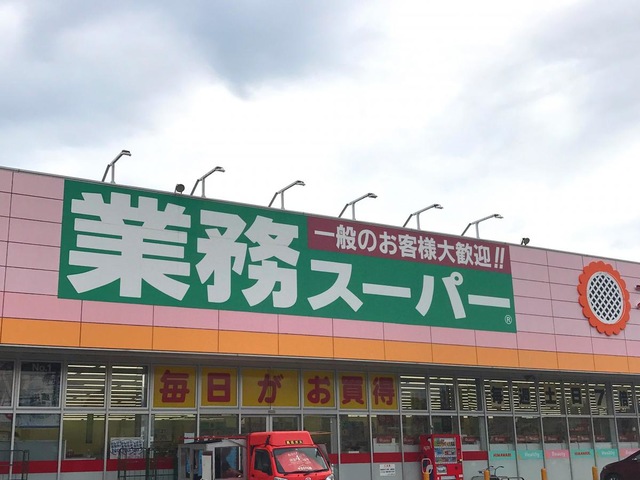 一般のお客様大歓迎!!
業務スーパー
®
毎日がお買得